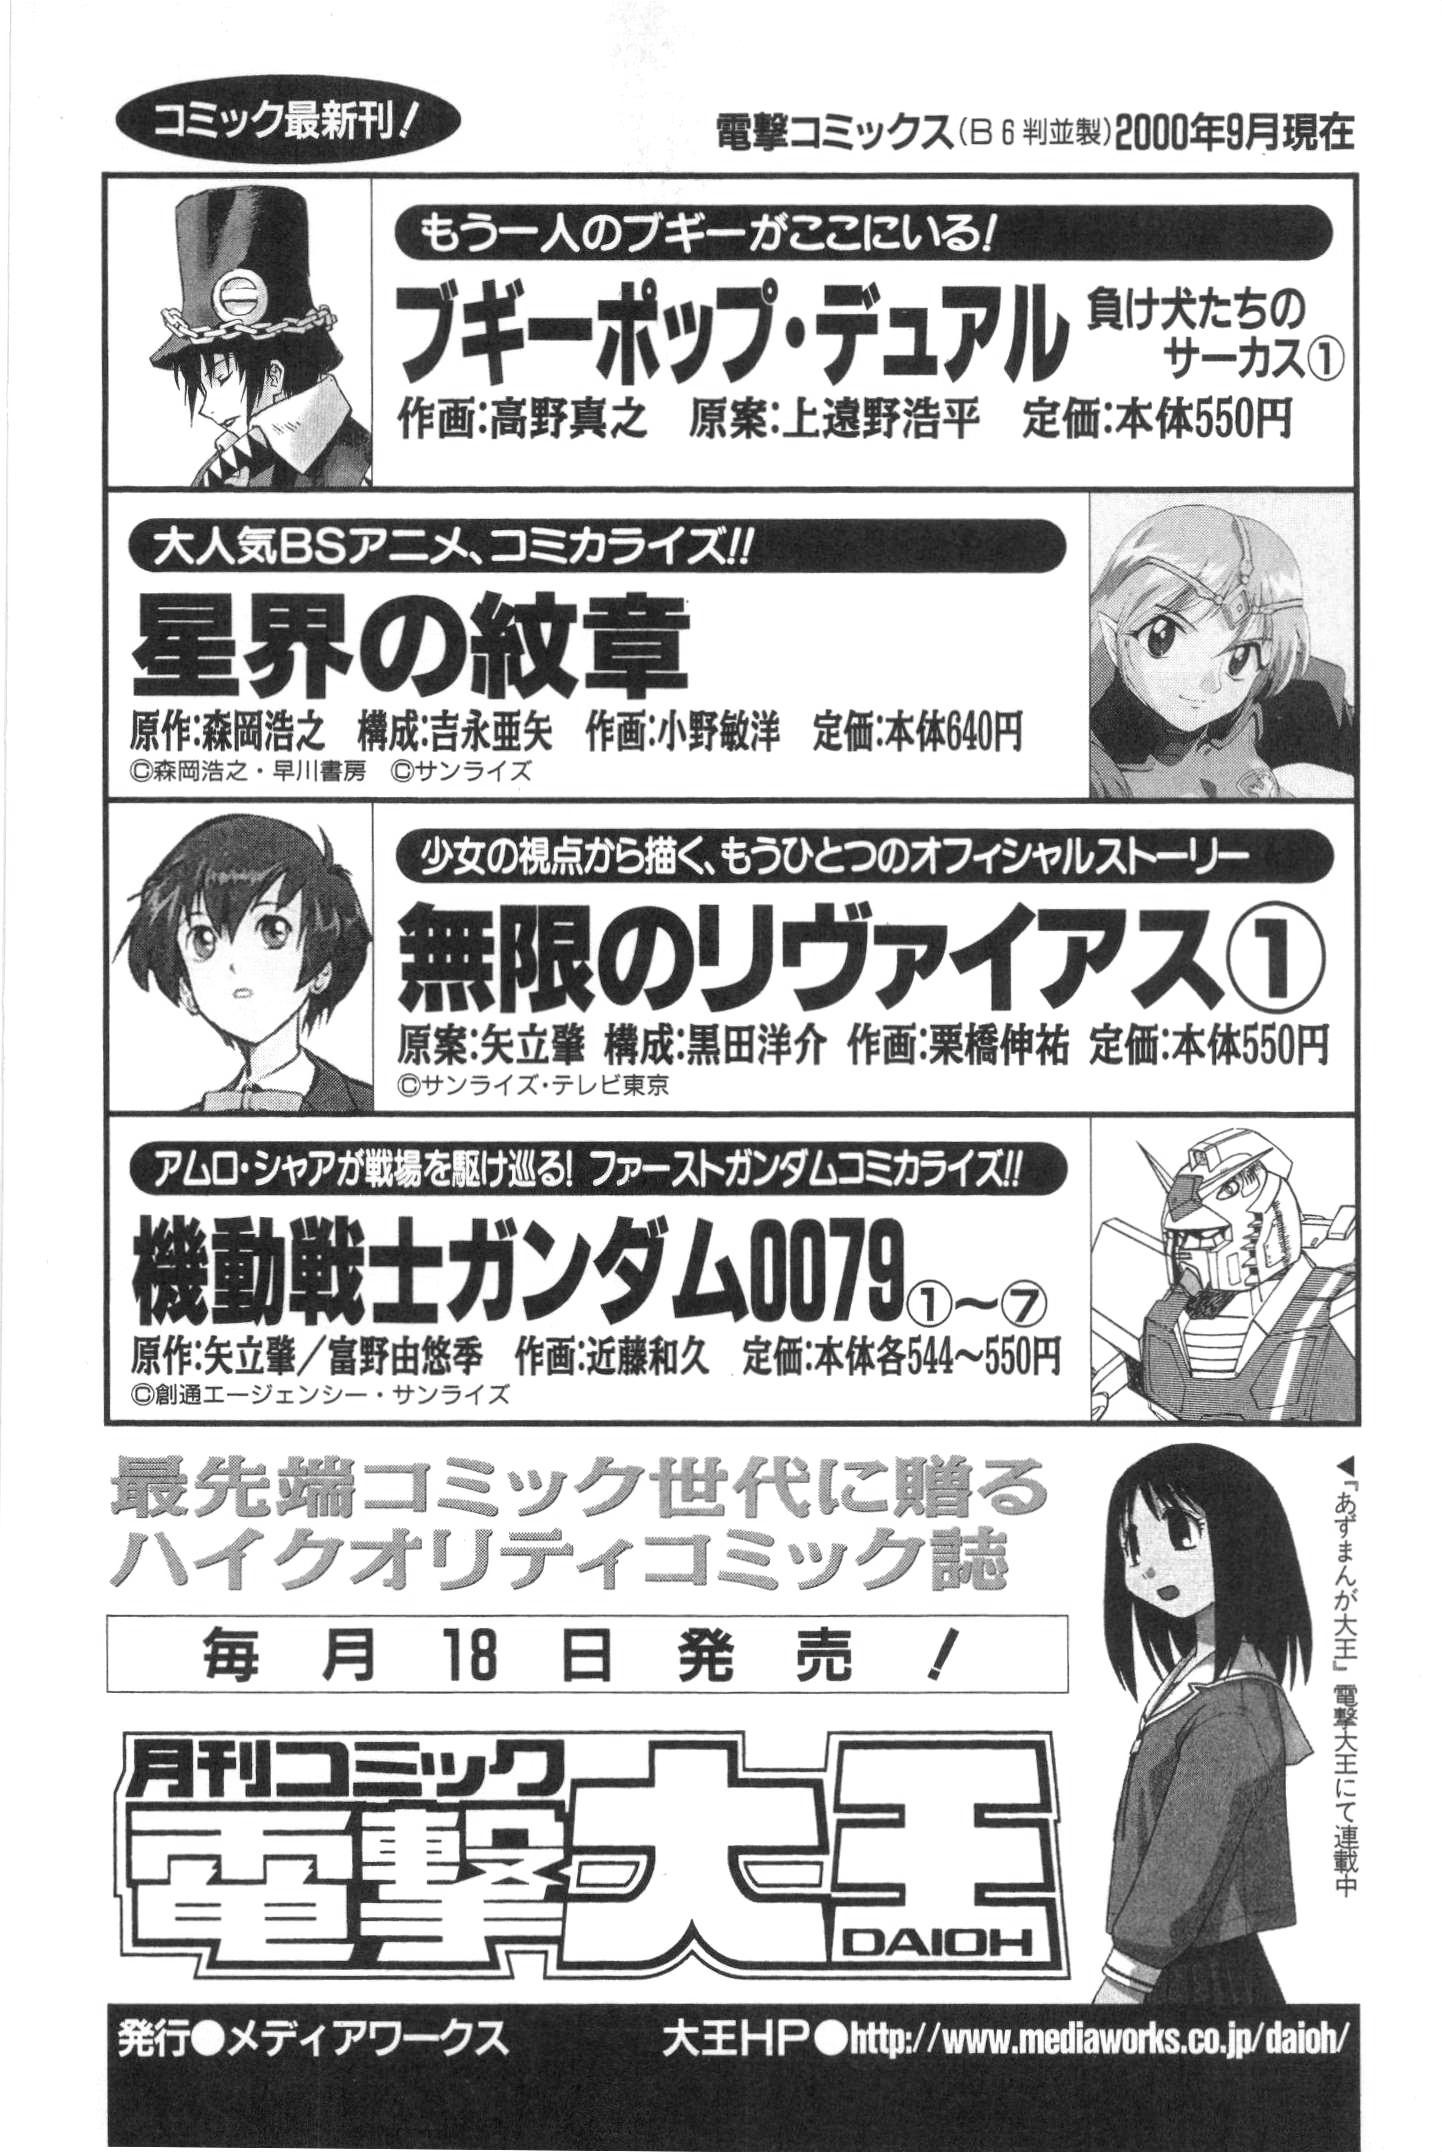 コミック最新刊!
電撃コミックス(B6判並製)2000年9月現在
もう一人のブギーがここにいる!
ブギーポップ・デュアル 負け犬たちの
サーカス①
作画:高野真之 原案:上遠野浩平 定価:本体550円
大人気BSアニメ、コミカライズ!!
星界の紋章
原作:森岡浩之 構成:吉永亜矢 作画:小野敏洋 定価:本体640円
©森岡浩之・早川書房 ©サンライズ
少女の視点から描く、もうひとつのオフィシャルストーリー
無限のリヴァイアス①
原案:矢立肇 構成:黒田洋介 作画:栗橋伸祐 定価:本体550円
©サンライズ・テレビ東京
アムロ・シャアが戦場を駆け巡る! ファーストガンダムコミカライズ!!
機動戦士ガンダム0079①〜⑦
原作:矢立肇/富野由悠季 作画:近藤和久 定価:本体各544〜550円
©創通エージェンシー・サンライズ
最先端コミック世代に贈る
ハイクオリティコミック誌
毎月18日発売!
月刊コミック
電撃大王
DAIOH
◀『あずまんが大王』電撃大王にて連載中
発行●メディアワークス 大王HP●http://www.mediaworks.co.jp/daioh/